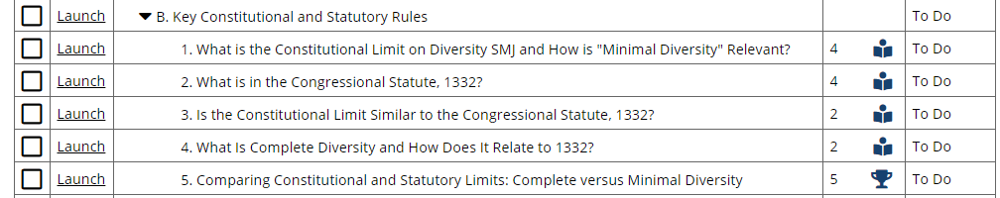 Launch B. Key Constitutional and Statutory Rules To Do
Launch 1. What is the Constitutional Limit on Diversity SMJ and How is "Minimal Diversity" Relevant? 4 To Do
Launch 2. What is in the Congressional Statute, 1332? 4 To Do
Launch 3. Is the Constitutional Limit Similar to the Congressional Statute, 1332? 2 To Do
Launch 4. What Is Complete Diversity and How Does It Relate to 1332? 2 To Do
Launch 5. Comparing Constitutional and Statutory Limits: Complete versus Minimal Diversity 5 To Do